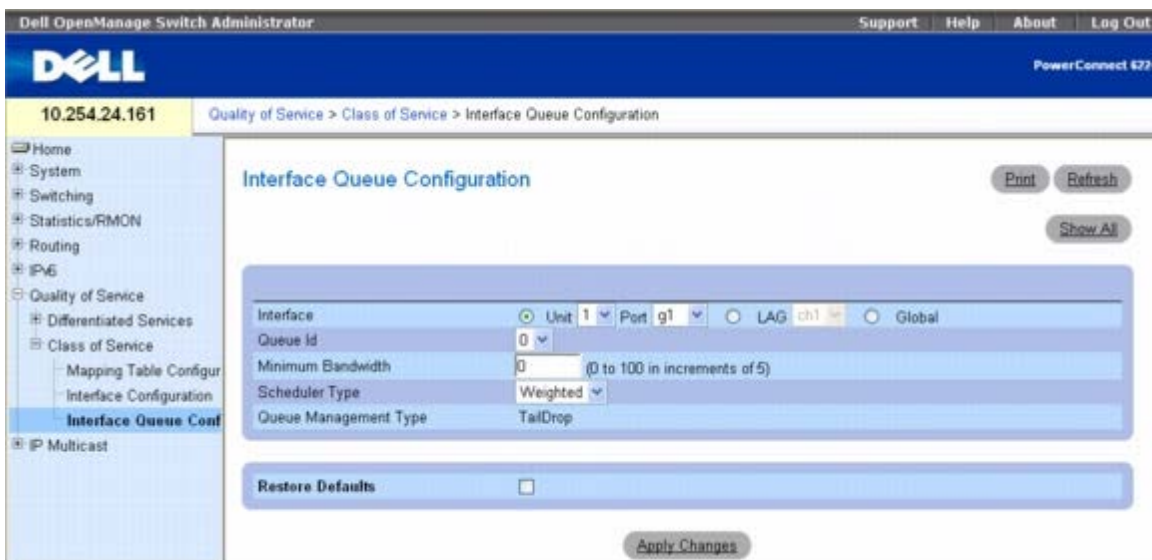 Dell OpenManage Switch Administrator Support Help About Log Out
DELL
PowerConnect 622
10.254.24.161 Quality of Service > Class of Service > Interface Queue Configuration
Home
System
Switching
Statistics/RMON
Routing
IPv6
Quality of Service
Differentiated Services
Class of Service
Mapping Table Configur
Interface Configuration
Interface Queue Conf
IP Multicast
Interface Queue Configuration
Print Refresh
Show All
Interface Unit 1 Port g1 LAG ch1 Global
Queue Id 0
Minimum Bandwidth 0 (0 to 100 in increments of 5)
Scheduler Type Weighted
Queue Management Type TailDrop
Restore Defaults
Apply Changes